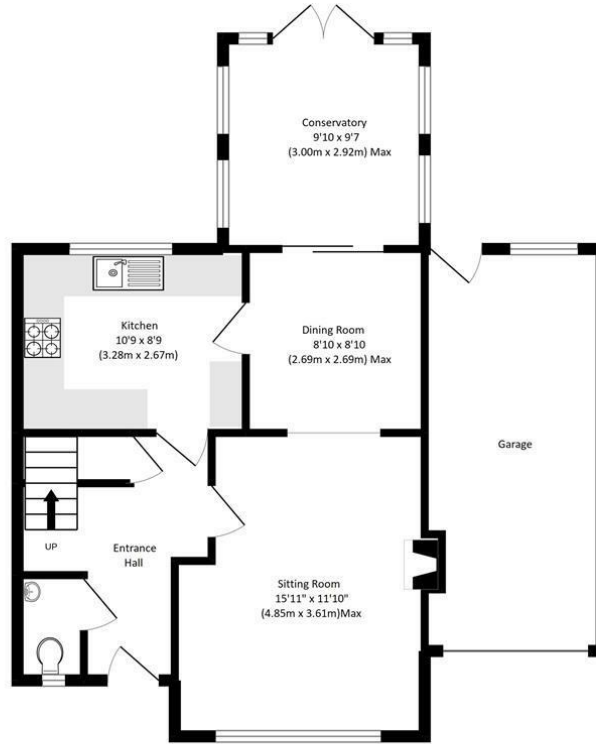 Conservatory
9'10 x 9'7
(3.00m x 2.92m) Max
Kitchen
10'9 x 8'9
(3.28m x 2.67m)
Dining Room
8'10 x 8'10
(2.69m x 2.69m) Max
Garage
UP
Entrance
Hall
Sitting Room
15'11" x 11'10"
(4.85m x 3.61m)Max